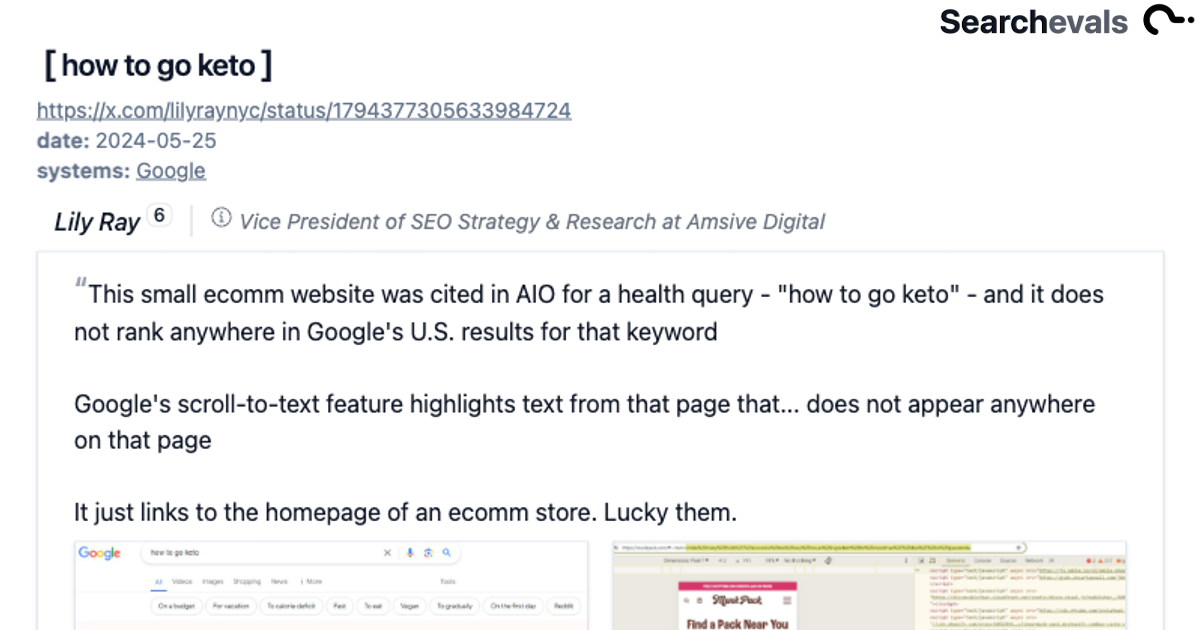 Searchevals
[ how to go keto ]
https://x.com/lilyraynyc/status/1794377305633984724
date: 2024-05-25
systems: Google
Lily Ray 6
Vice President of SEO Strategy & Research at Amsive Digital
“This small ecomm website was cited in AIO for a health query - "how to go keto" - and it does
not rank anywhere in Google's U.S. results for that keyword
Google's scroll-to-text feature highlights text from that page that... does not appear anywhere
on that page
It just links to the homepage of an ecomm store. Lucky them.
Google how to go keto
All Videos Images Shopping News More Tools
On a budget For vacation To calorie deficit Fast To eat Vegan To gradually On the first day Reddit
MunkPack
Find a Pack Near You